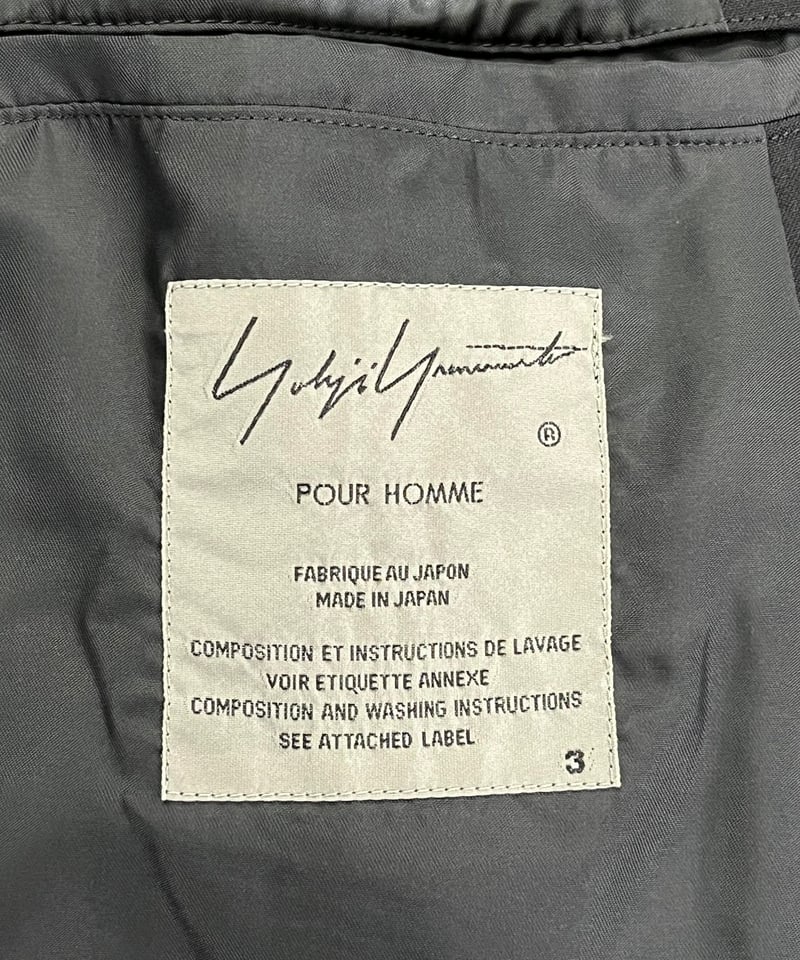 Yohji Yamamoto
®
POUR HOMME
FABRIQUE AU JAPON
MADE IN JAPAN
COMPOSITION ET INSTRUCTIONS DE LAVAGE
VOIR ETIQUETTE ANNEXE
COMPOSITION AND WASHING INSTRUCTIONS
SEE ATTACHED LABEL
3